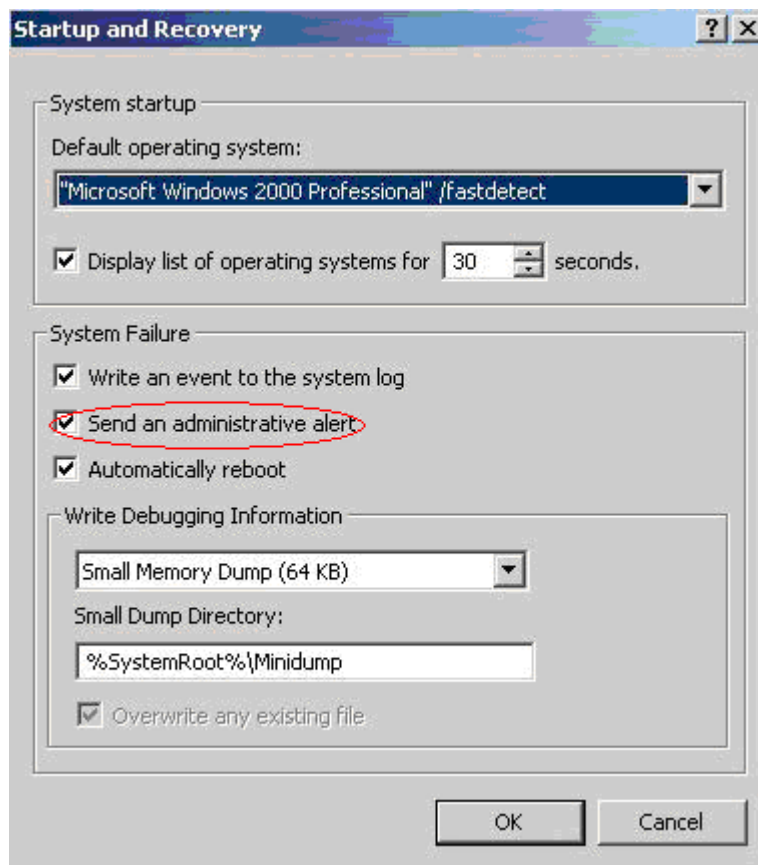 Startup and Recovery
System startup
Default operating system:
"Microsoft Windows 2000 Professional" /fastdetect
Display list of operating systems for 30 seconds.
System Failure
Write an event to the system log
Send an administrative alert
Automatically reboot
Write Debugging Information
Small Memory Dump (64 KB)
Small Dump Directory:
%SystemRoot%\Minidump
Overwrite any existing file
OK Cancel